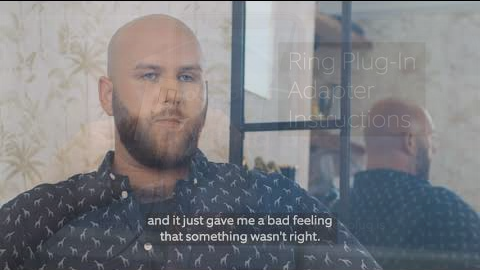 Ring Plug-In
Adapter
Instructions
and it just gave me a bad feeling
that something wasn't right.